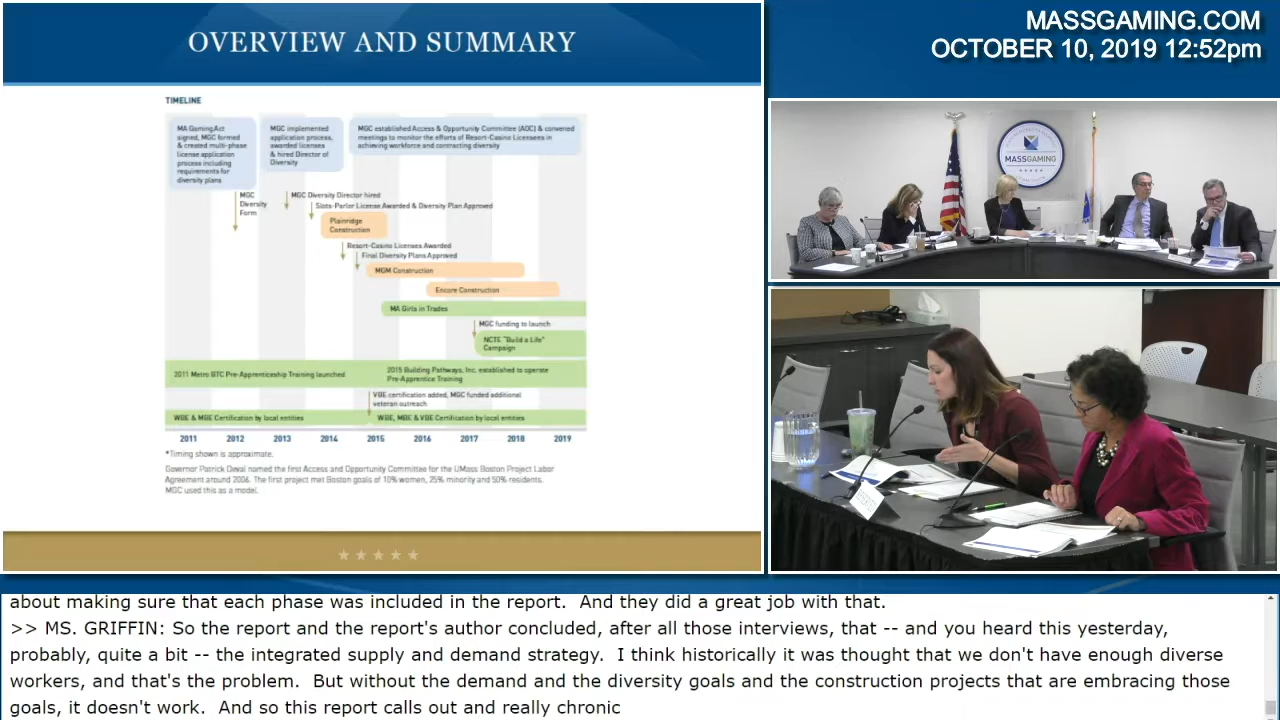 OVERVIEW AND SUMMARY
MASSGAMING.COM
OCTOBER 10, 2019 12:52pm
TIMELINE
MA Gaming Act
signed, MGC formed
& created multi-phase
license application
process including
requirements for
diversity plans
MGC implemented
application process,
awarded licenses
& hired Director of
Diversity
MGC established Access & Opportunity Committee (AOC) & convened
meetings to monitor the efforts of Resort-Casino Licensees in
achieving workforce and contracting diversity
MGC
Diversity
Form
MGC Diversity Director hired
Slots-Parlor License Awarded & Diversity Plan Approved
Plainridge
Construction
Resort-Casino Licenses Awarded
Final Diversity Plans Approved
MGM Construction
Encore Construction
MA Girls in Trades
MGC funding to launch
NCTE "Build a Life"
Campaign
2011 Metro BTC Pre-Apprenticeship Training launched
2015 Building Pathways, Inc. established to operate
Pre-Apprentice Training
VBE certification added, MGC funded additional
veteran outreach
WBE & MBE Certification by local entities
WBE, MBE & VBE Certification by local entities
2011 2012 2013 2014 2015 2016 2017 2018 2019
*Timing shown is approximate.
Governor Patrick Deval named the first Access and Opportunity Committee for the UMass Boston Project Labor
Agreement around 2006. The first project met Boston goals of 10% women, 25% minority and 50% residents.
MGC used this as a model.
MASSGAMING
about making sure that each phase was included in the report.  And they did a great job with that.
>> MS. GRIFFIN: So the report and the report's author concluded, after all those interviews, that -- and you heard this yesterday,
probably, quite a bit -- the integrated supply and demand strategy.  I think historically it was thought that we don't have enough diverse
workers, and that's the problem.  But without the demand and the diversity goals and the construction projects that are embracing those
goals, it doesn't work.  And so this report calls out and really chronic